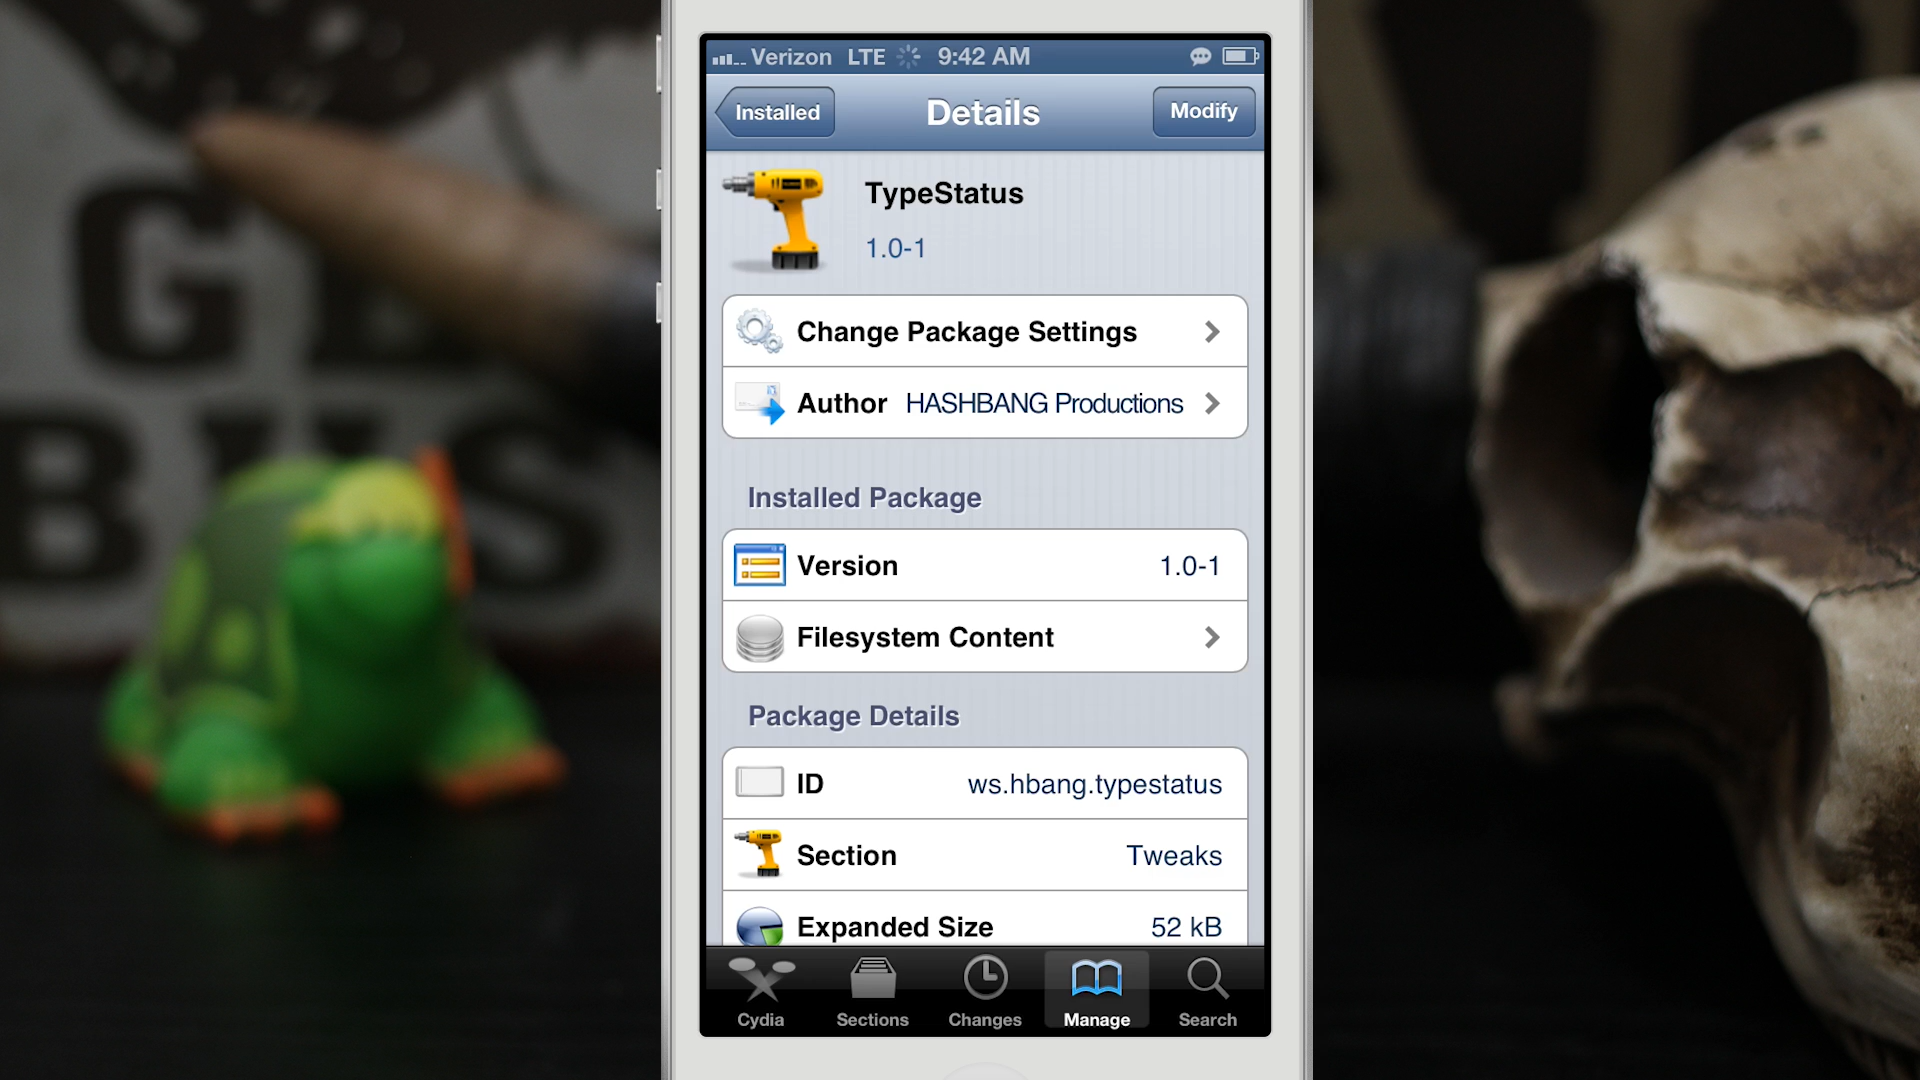 Verizon LTE 9:42 AM
Installed
Details
Modify
TypeStatus
1.0-1
Change Package Settings
Author HASHBANG Productions
Installed Package
Version 1.0-1
Filesystem Content
Package Details
ID ws.hbang.typestatus
Section Tweaks
Expanded Size 52 kB
Cydia
Sections
Changes
Manage
Search